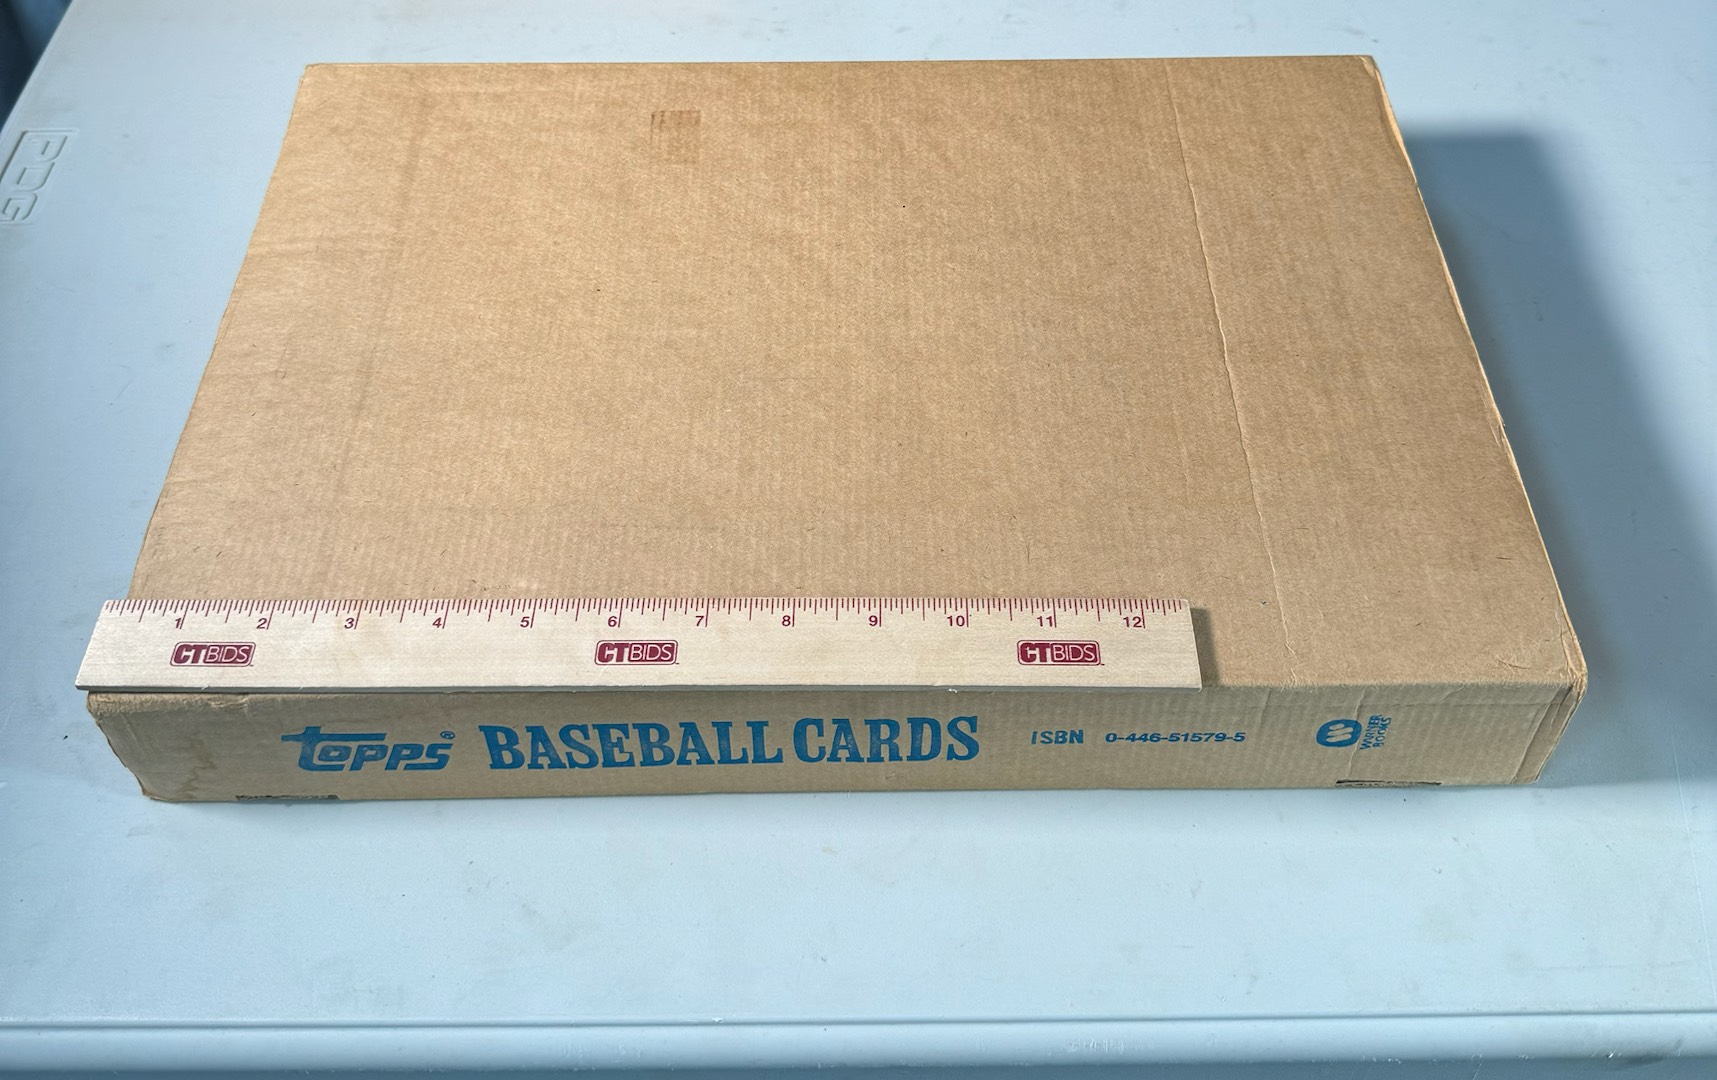 PDG
1 2 3 4 5 6 7 8 9 10 11 12
CTBIDS CTBIDS CTBIDS
topps® BASEBALL CARDS ISBN 0-446-51579-5
WARNER
BOOKS